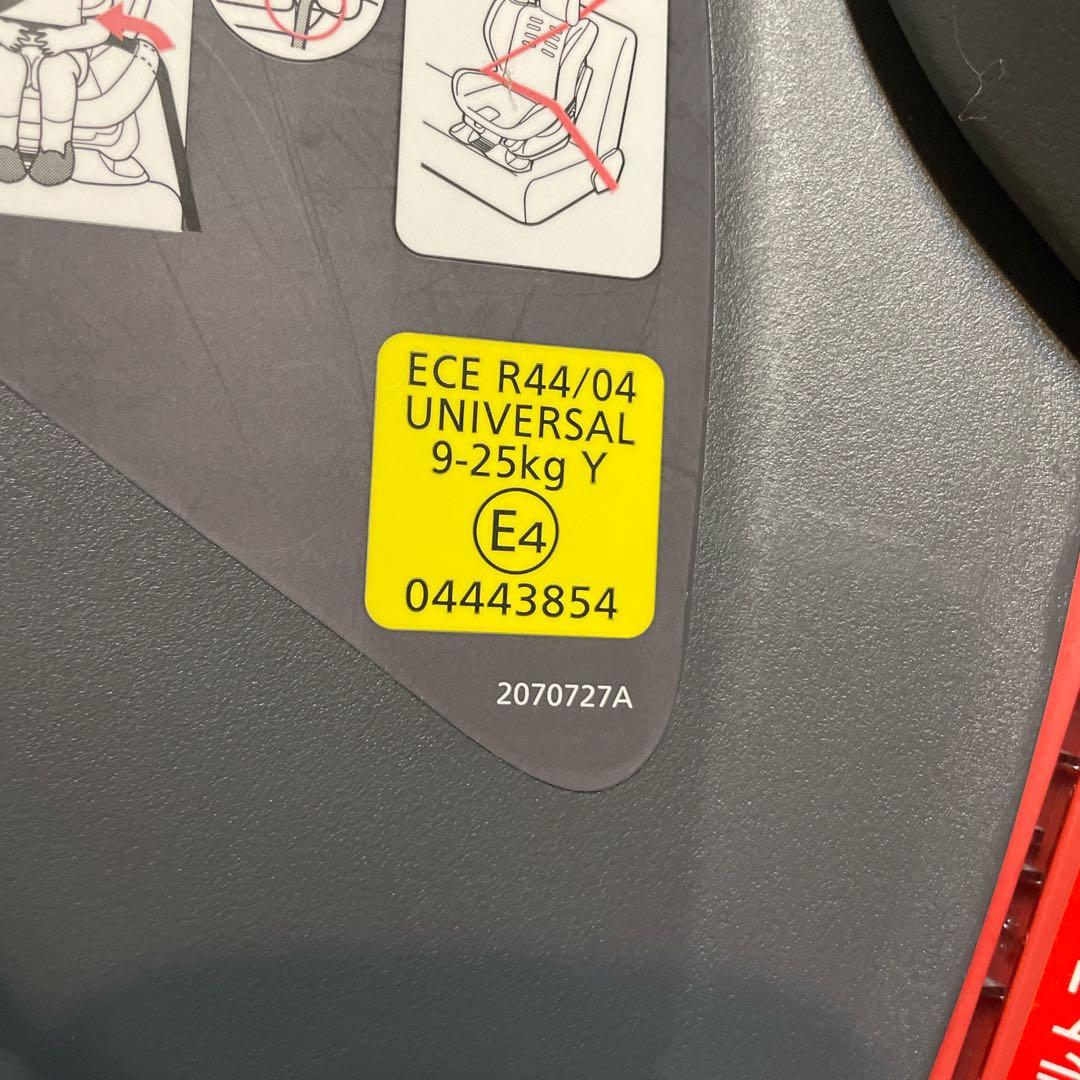 ECE R44/04
UNIVERSAL
9-25kg Y
E4
04443854
2070727A